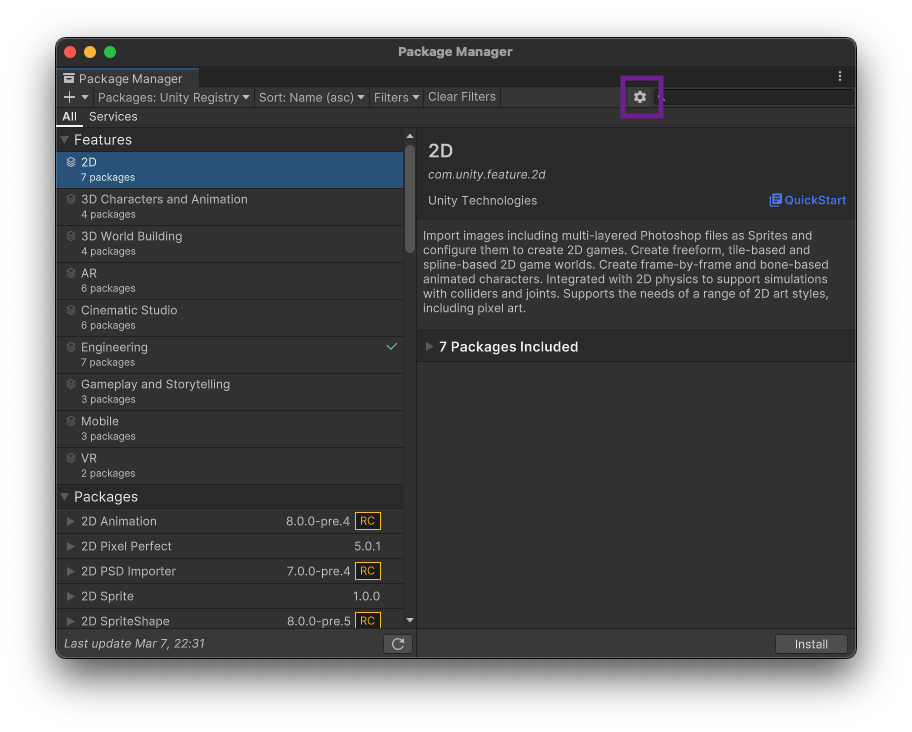 Package Manager
Package Manager
Packages: Unity Registry Sort: Name (asc) Filters Clear Filters
All Services
Features
2D
7 packages
3D Characters and Animation
4 packages
3D World Building
4 packages
AR
6 packages
Cinematic Studio
6 packages
Engineering
7 packages
Gameplay and Storytelling
3 packages
Mobile
3 packages
VR
2 packages
Packages
2D Animation 8.0.0-pre.4 RC
2D Pixel Perfect 5.0.1
2D PSD Importer 7.0.0-pre.4 RC
2D Sprite 1.0.0
2D SpriteShape 8.0.0-pre.5 RC
Last update Mar 7, 22:31
2D
com.unity.feature.2d
Unity Technologies QuickStart
Import images including multi-layered Photoshop files as Sprites and
configure them to create 2D games. Create freeform, tile-based and
spline-based 2D game worlds. Create frame-by-frame and bone-based
animated characters. Integrated with 2D physics to support simulations
with colliders and joints. Supports the needs of a range of 2D art styles,
including pixel art.
7 Packages Included
Install